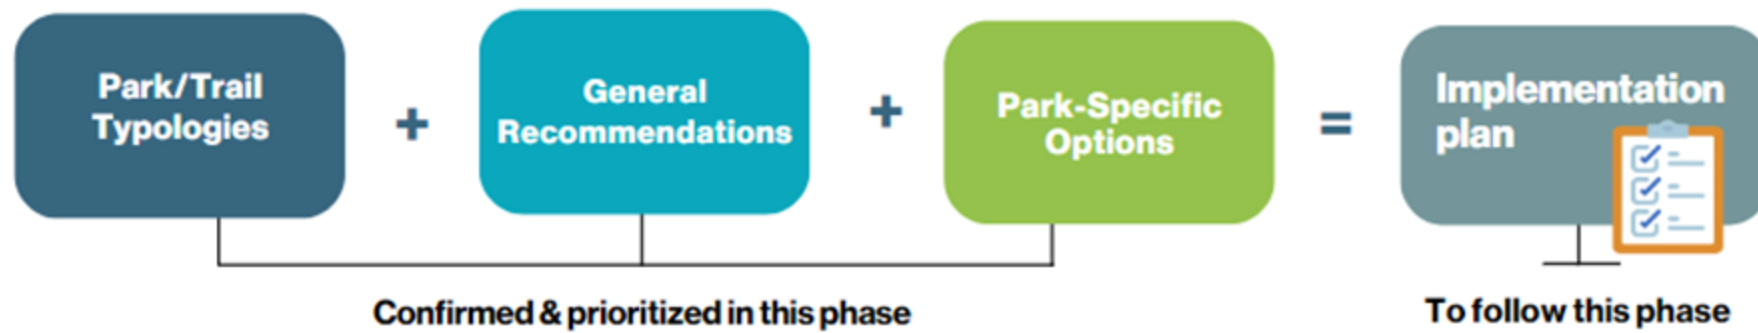 Park/Trail
Typologies
+
General
Recommendations
+
Park-Specific
Options
=
Implementation
plan
Confirmed & prioritized in this phase
To follow this phase